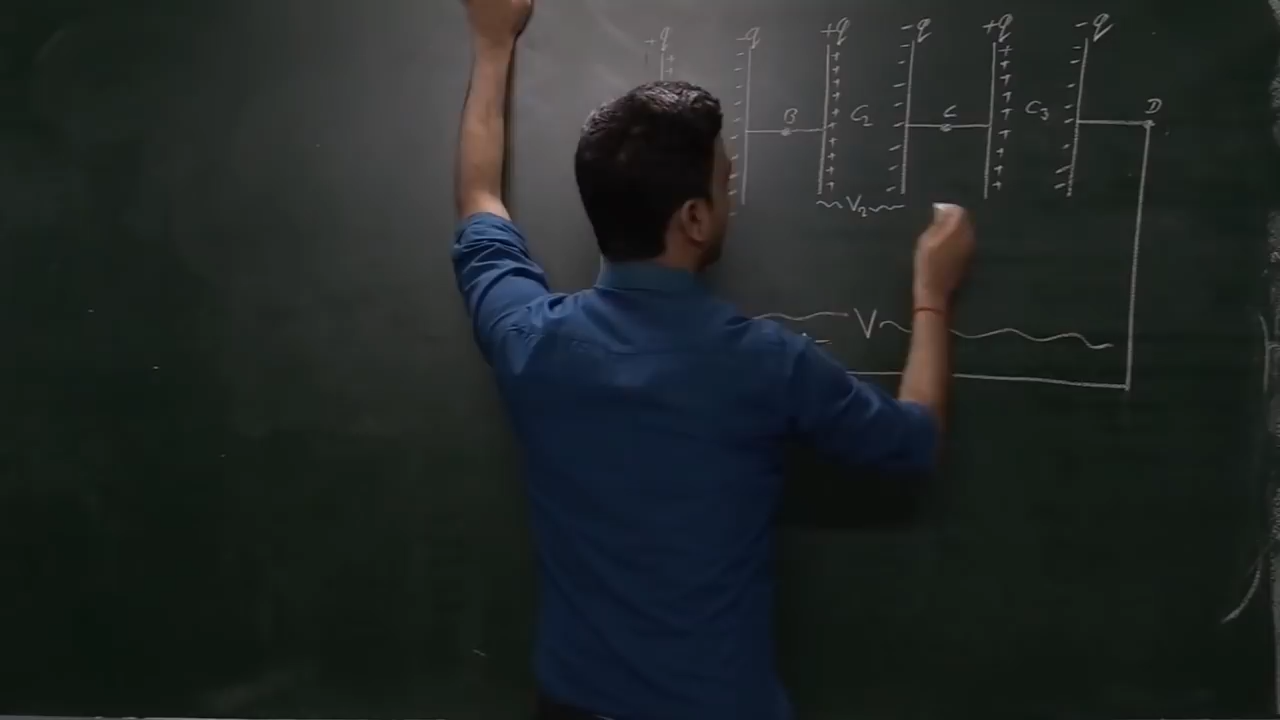 +q -q +q -q +q -q
B C₂ C C₃ D
V₂
V